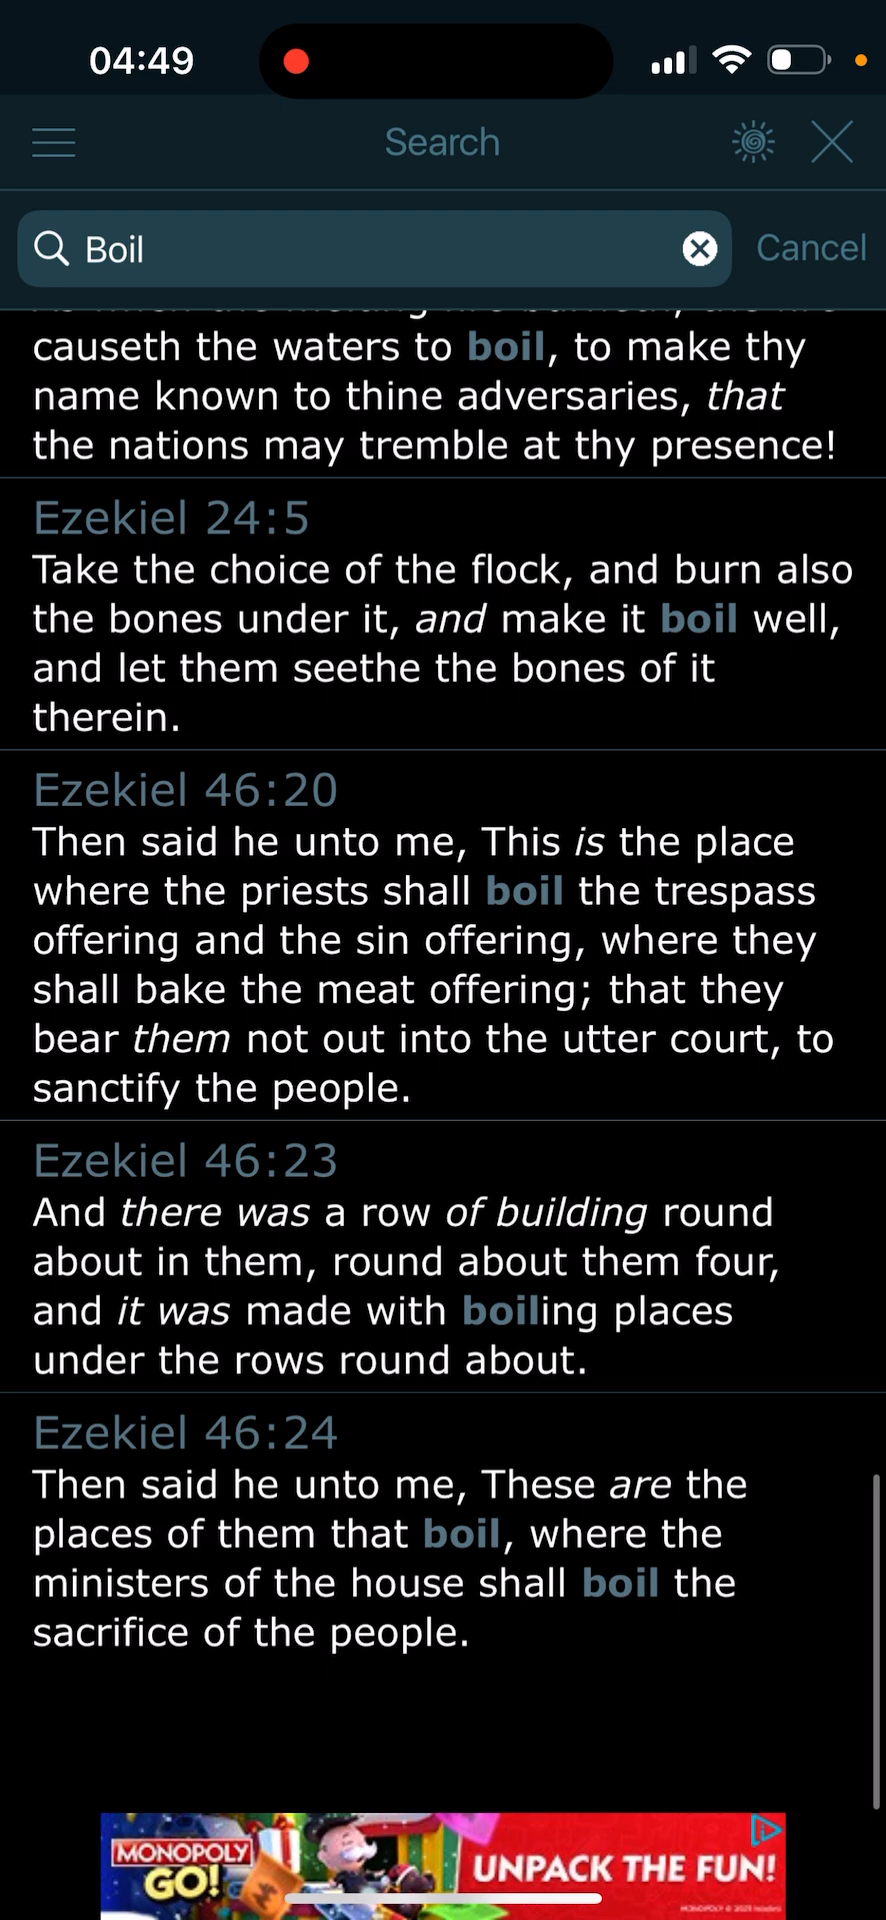 04:49
Search
Boil
Cancel
causeth the waters to boil, to make thy
name known to thine adversaries, that
the nations may tremble at thy presence!
Ezekiel 24:5
Take the choice of the flock, and burn also
the bones under it, and make it boil well,
and let them seethe the bones of it
therein.
Ezekiel 46:20
Then said he unto me, This is the place
where the priests shall boil the trespass
offering and the sin offering, where they
shall bake the meat offering; that they
bear them not out into the utter court, to
sanctify the people.
Ezekiel 46:23
And there was a row of building round
about in them, round about them four,
and it was made with boiling places
under the rows round about.
Ezekiel 46:24
Then said he unto me, These are the
places of them that boil, where the
ministers of the house shall boil the
sacrifice of the people.
MONOPOLY
GO!
UNPACK THE FUN!